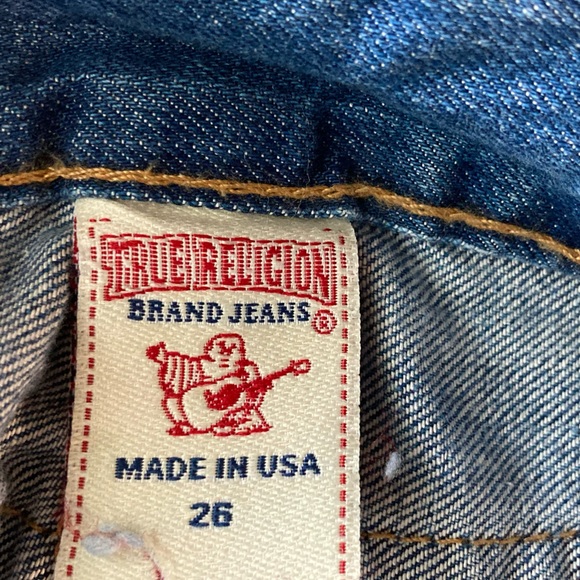 TRUE RELIGION
BRAND JEANS ®
MADE IN USA
26